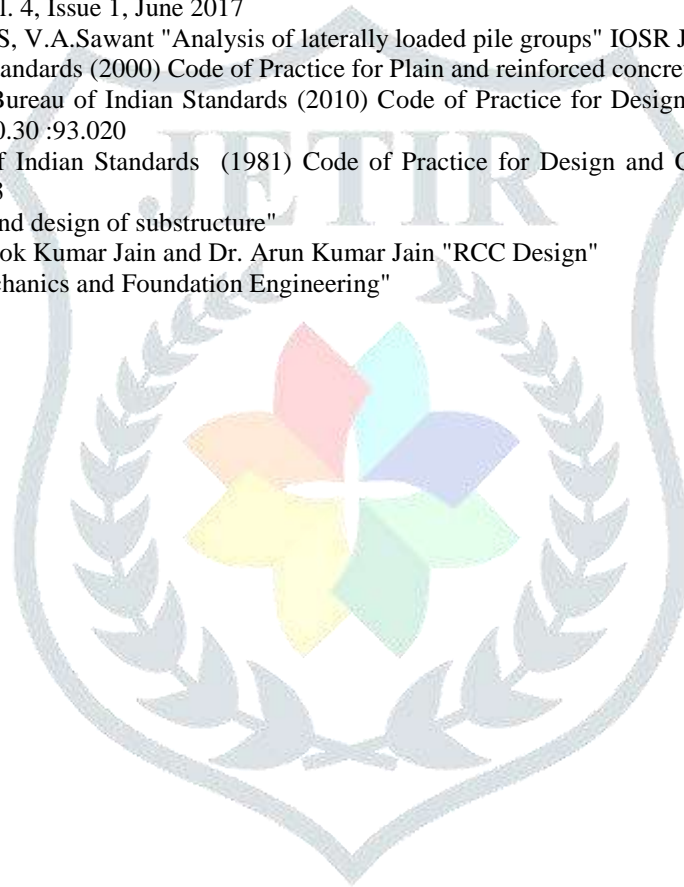 l. 4, Issue 1, June 2017
S, V.A.Sawant "Analysis of laterally loaded pile groups" IOSR J
tandards (2000) Code of Practice for Plain and reinforced concre
Bureau of Indian Standards (2010) Code of Practice for Design
0.30 :93.020
f Indian Standards (1981) Code of Practice for Design and C
3
nd design of substructure"
ok Kumar Jain and Dr. Arun Kumar Jain "RCC Design"
chanics and Foundation Engineering"
JETIR